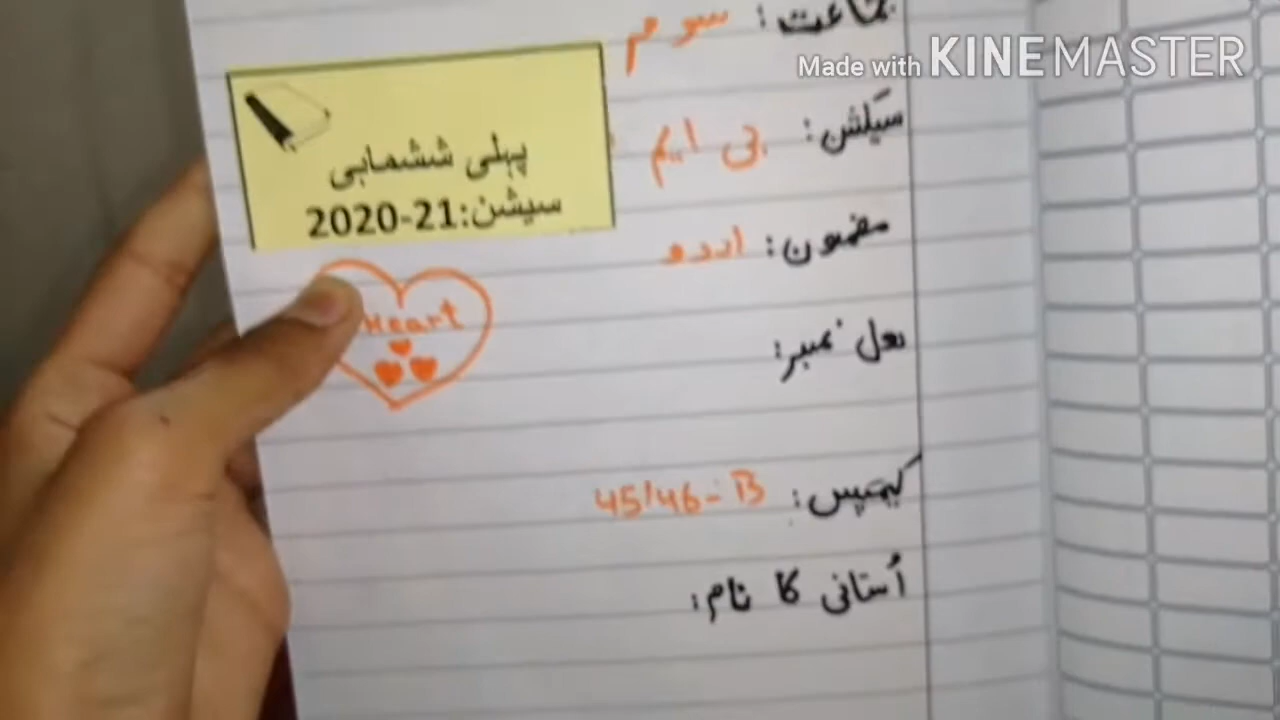 Made with KINEMASTER
جماعت: سوم
سیکشن: بی ایم
مضمون: اردو
رول نمبر:
کیمپس: 45/46-B
اُستانی کا نام:
پہلی ششماہی
سیشن:2020-21
Heart